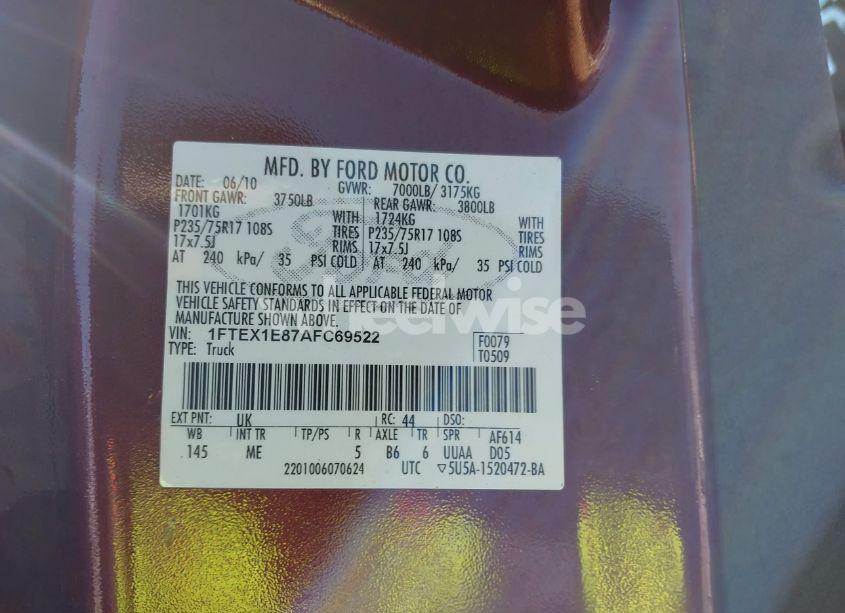 MFD. BY FORD MOTOR CO.
DATE: 06/10 GVWR: 7000LB/ 3175KG
FRONT GAWR: 3750LB REAR GAWR: 3800LB
1701KG WITH 1724KG WITH
P235/75R17 108S TIRES P235/75R17 108S TIRES
17x7.5J RIMS 17x7.5J RIMS
AT 240 kPa/ 35 PSI COLD AT 240 kPa/ 35 PSI COLD
THIS VEHICLE CONFORMS TO ALL APPLICABLE FEDERAL MOTOR
VEHICLE SAFETY STANDARDS IN EFFECT ON THE DATE OF
MANUFACTURE SHOWN ABOVE.
VIN: 1FTEX1E87AFC69522 F0079
TYPE: Truck T0509
EXT PNT: UK RC: 44 DSO:
WB INT TR TP/PS R AXLE TR SPR AF614
145 ME 5 B6 6 UUAA D05
2201006070624 UTC ▽5U5A-1520472-BA